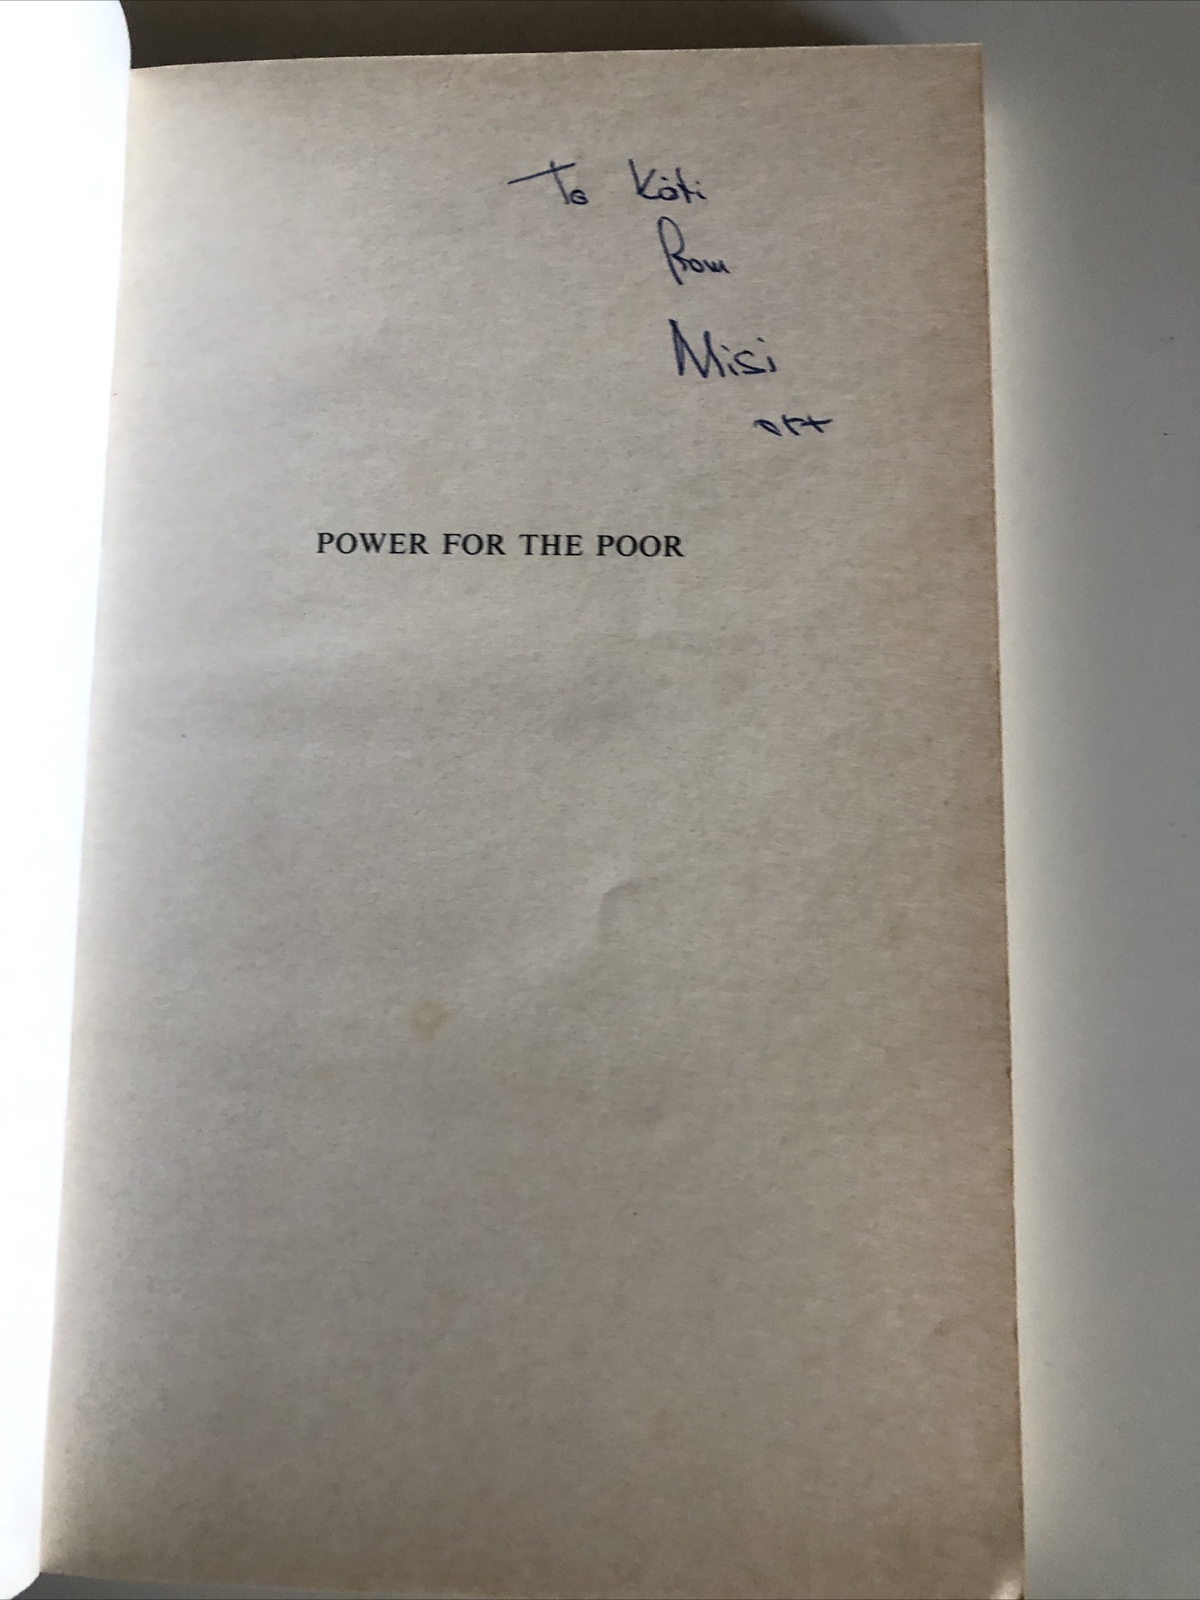 To Kati
From
Misi
POWER FOR THE POOR